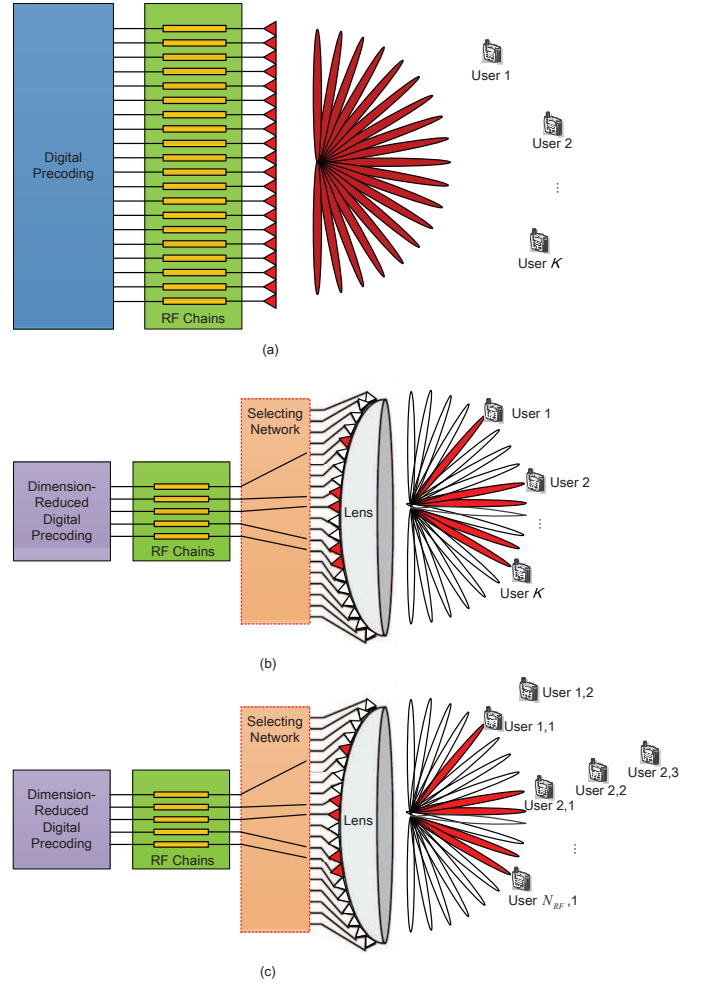 Digital
Precoding
RF Chains
User 1
User 2
⋮
User K
(a)
Dimension-
Reduced
Digital
Precoding
RF Chains
Selecting
Network
Lens
User 1
User 2
⋮
User K
(b)
Dimension-
Reduced
Digital
Precoding
RF Chains
Selecting
Network
Lens
User 1,2
User 1,1
User 2,3
User 2,2
User 2,1
⋮
User N_{RF},1
(c)